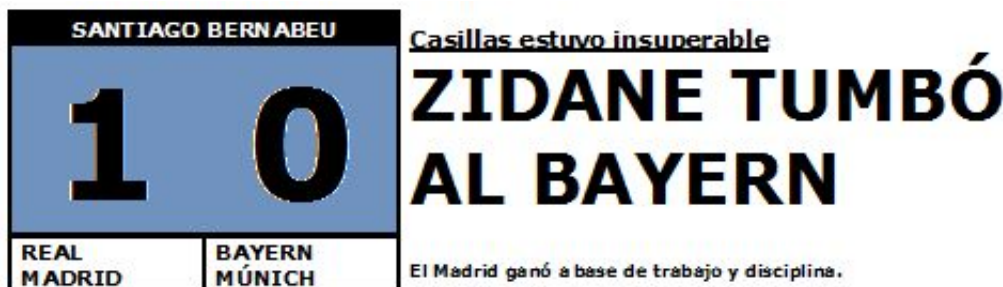 SANTIAGO BERNABEU
1 0
REAL MADRID
BAYERN MÚNICH
Casillas estuvo insuperable
ZIDANE TUMBÓ
AL BAYERN
El Madrid ganó a base de trabajo y disciplina.